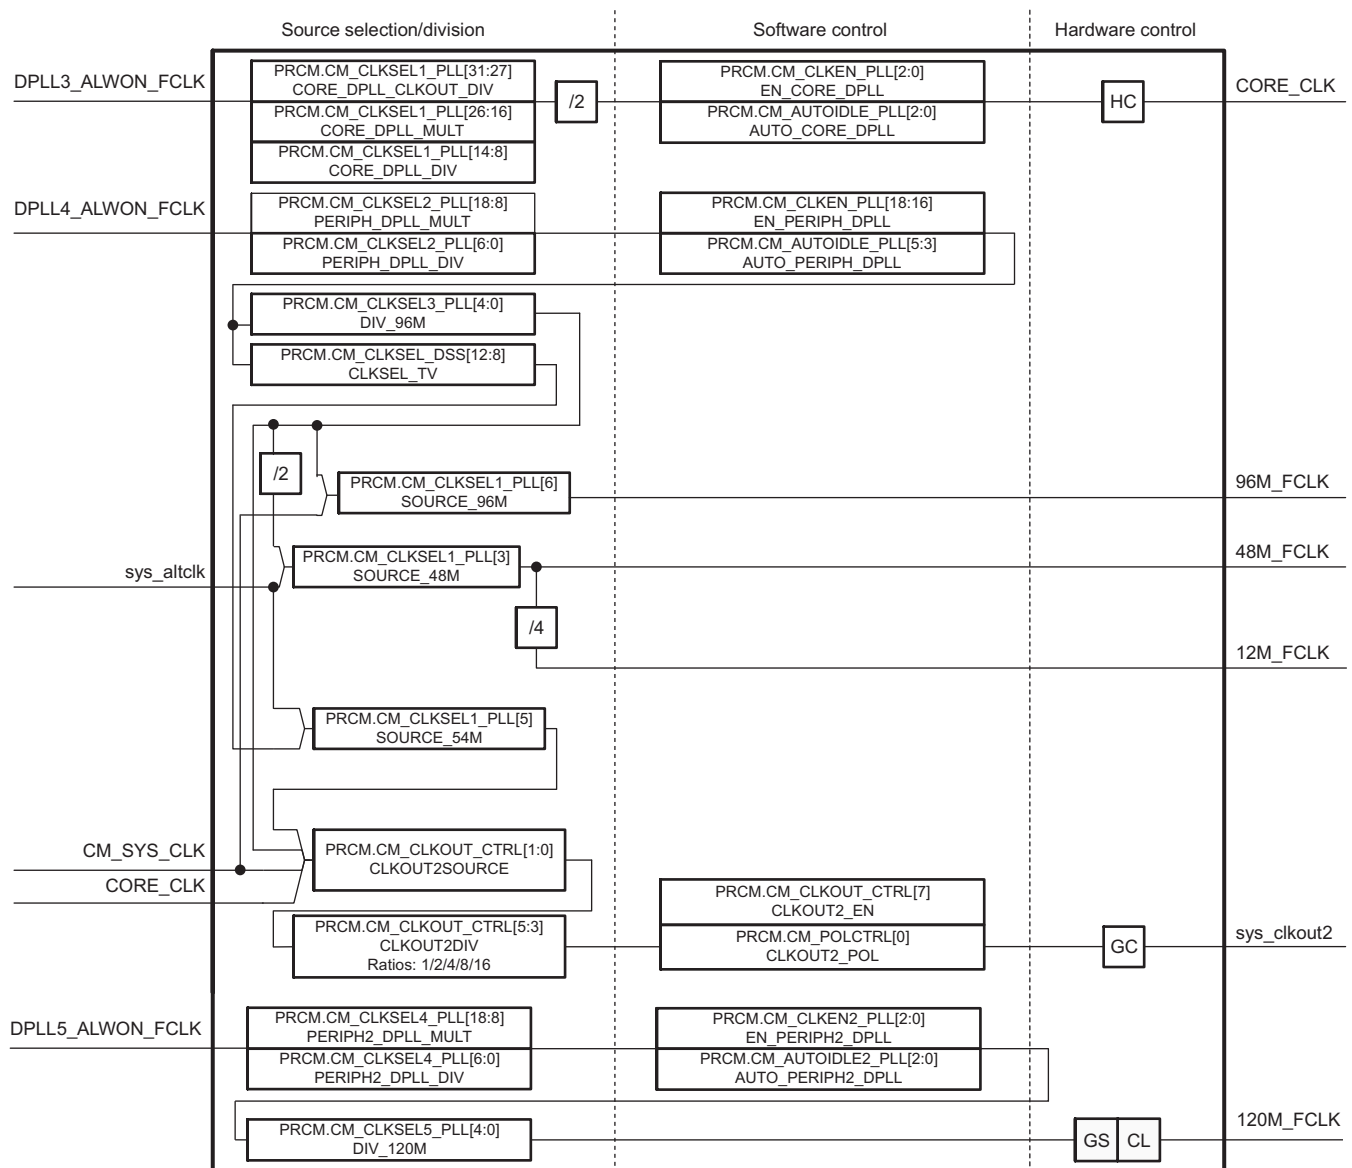 Source selection/division
Software control
Hardware control
DPLL3_ALWON_FCLK
PRCM.CM_CLKSEL1_PLL[31:27]
CORE_DPLL_CLKOUT_DIV
PRCM.CM_CLKSEL1_PLL[26:16]
CORE_DPLL_MULT
PRCM.CM_CLKSEL1_PLL[14:8]
CORE_DPLL_DIV
/2
PRCM.CM_CLKEN_PLL[2:0]
EN_CORE_DPLL
PRCM.CM_AUTOIDLE_PLL[2:0]
AUTO_CORE_DPLL
HC
CORE_CLK
DPLL4_ALWON_FCLK
PRCM.CM_CLKSEL2_PLL[18:8]
PERIPH_DPLL_MULT
PRCM.CM_CLKSEL2_PLL[6:0]
PERIPH_DPLL_DIV
PRCM.CM_CLKEN_PLL[18:16]
EN_PERIPH_DPLL
PRCM.CM_AUTOIDLE_PLL[5:3]
AUTO_PERIPH_DPLL
PRCM.CM_CLKSEL3_PLL[4:0]
DIV_96M
PRCM.CM_CLKSEL_DSS[12:8]
CLKSEL_TV
/2
PRCM.CM_CLKSEL1_PLL[6]
SOURCE_96M
96M_FCLK
sys_altclk
PRCM.CM_CLKSEL1_PLL[3]
SOURCE_48M
48M_FCLK
/4
12M_FCLK
PRCM.CM_CLKSEL1_PLL[5]
SOURCE_54M
CM_SYS_CLK
CORE_CLK
PRCM.CM_CLKOUT_CTRL[1:0]
CLKOUT2SOURCE
PRCM.CM_CLKOUT_CTRL[5:3]
CLKOUT2DIV
Ratios: 1/2/4/8/16
PRCM.CM_CLKOUT_CTRL[7]
CLKOUT2_EN
PRCM.CM_POLCTRL[0]
CLKOUT2_POL
GC
sys_clkout2
DPLL5_ALWON_FCLK
PRCM.CM_CLKSEL4_PLL[18:8]
PERIPH2_DPLL_MULT
PRCM.CM_CLKSEL4_PLL[6:0]
PERIPH2_DPLL_DIV
PRCM.CM_CLKEN2_PLL[2:0]
EN_PERIPH2_DPLL
PRCM.CM_AUTOIDLE2_PLL[2:0]
AUTO_PERIPH2_DPLL
PRCM.CM_CLKSEL5_PLL[4:0]
DIV_120M
GS
CL
120M_FCLK